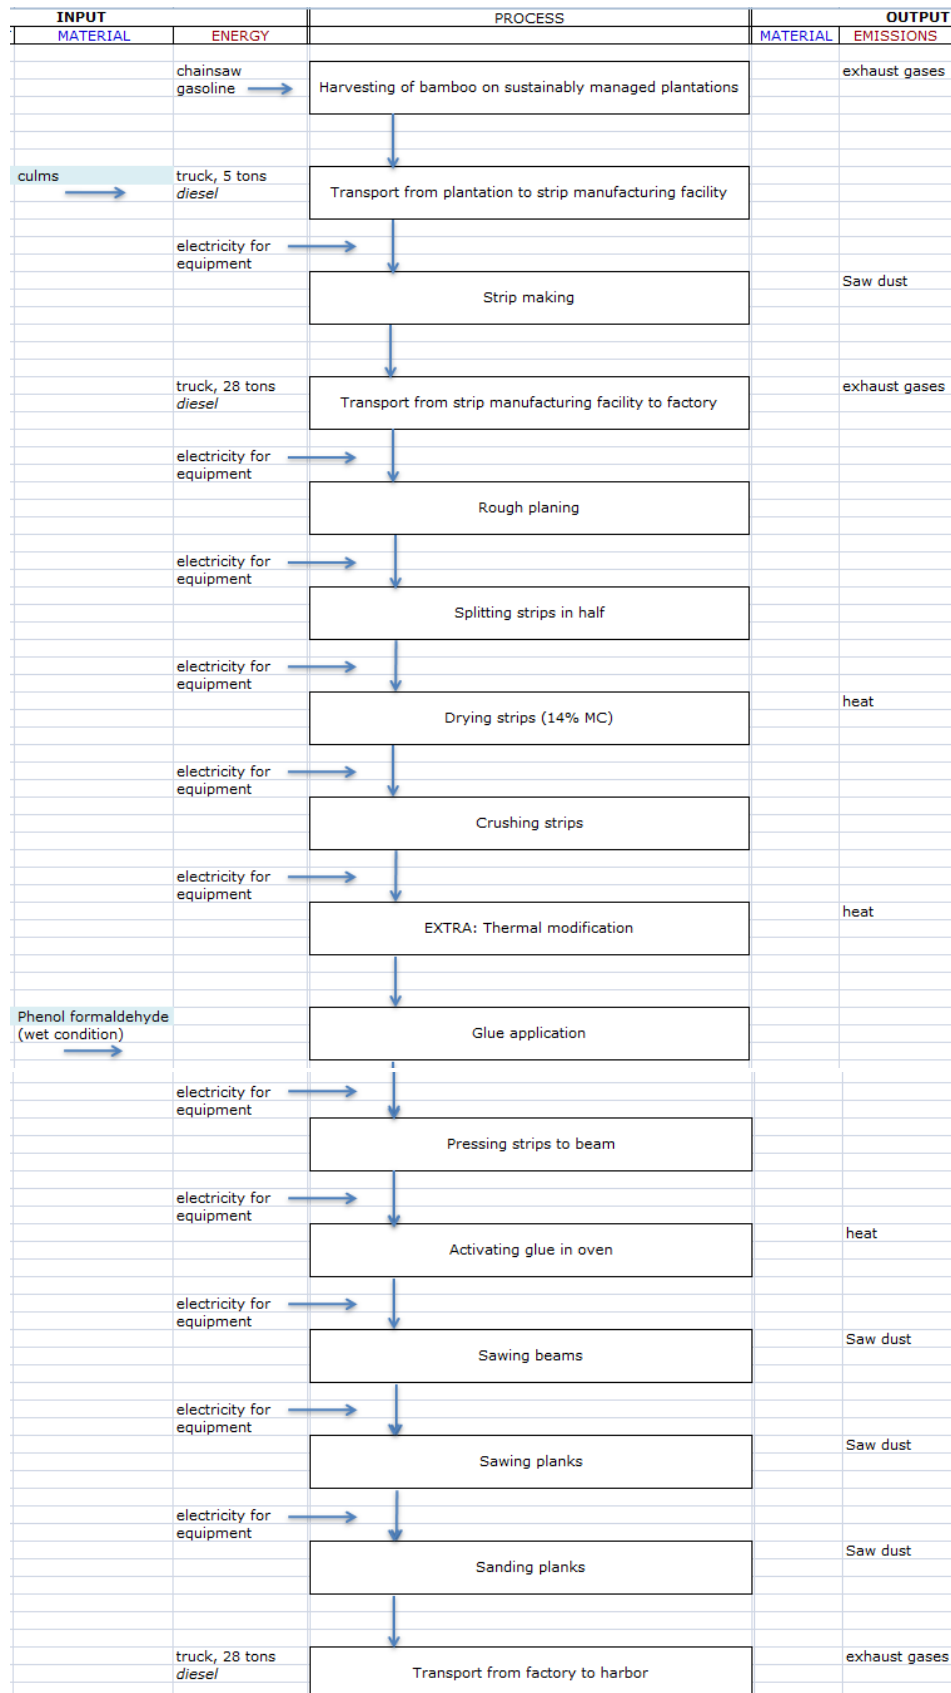 INPUT PROCESS OUTPUT
MATERIAL ENERGY MATERIAL EMISSIONS
chainsaw exhaust gases
gasoline Harvesting of bamboo on sustainably managed plantations
culms truck, 5 tons
diesel Transport from plantation to strip manufacturing facility
electricity for
equipment
Saw dust
Strip making
truck, 28 tons exhaust gases
diesel Transport from strip manufacturing facility to factory
electricity for
equipment
Rough planing
electricity for
equipment
Splitting strips in half
electricity for
equipment
heat
Drying strips (14% MC)
electricity for
equipment
Crushing strips
electricity for
equipment
heat
EXTRA: Thermal modification
Phenol formaldehyde
(wet condition) Glue application
electricity for
equipment
Pressing strips to beam
electricity for
equipment
heat
Activating glue in oven
electricity for
equipment
Saw dust
Sawing beams
electricity for
equipment
Saw dust
Sawing planks
electricity for
equipment
Saw dust
Sanding planks
truck, 28 tons exhaust gases
diesel Transport from factory to harbor